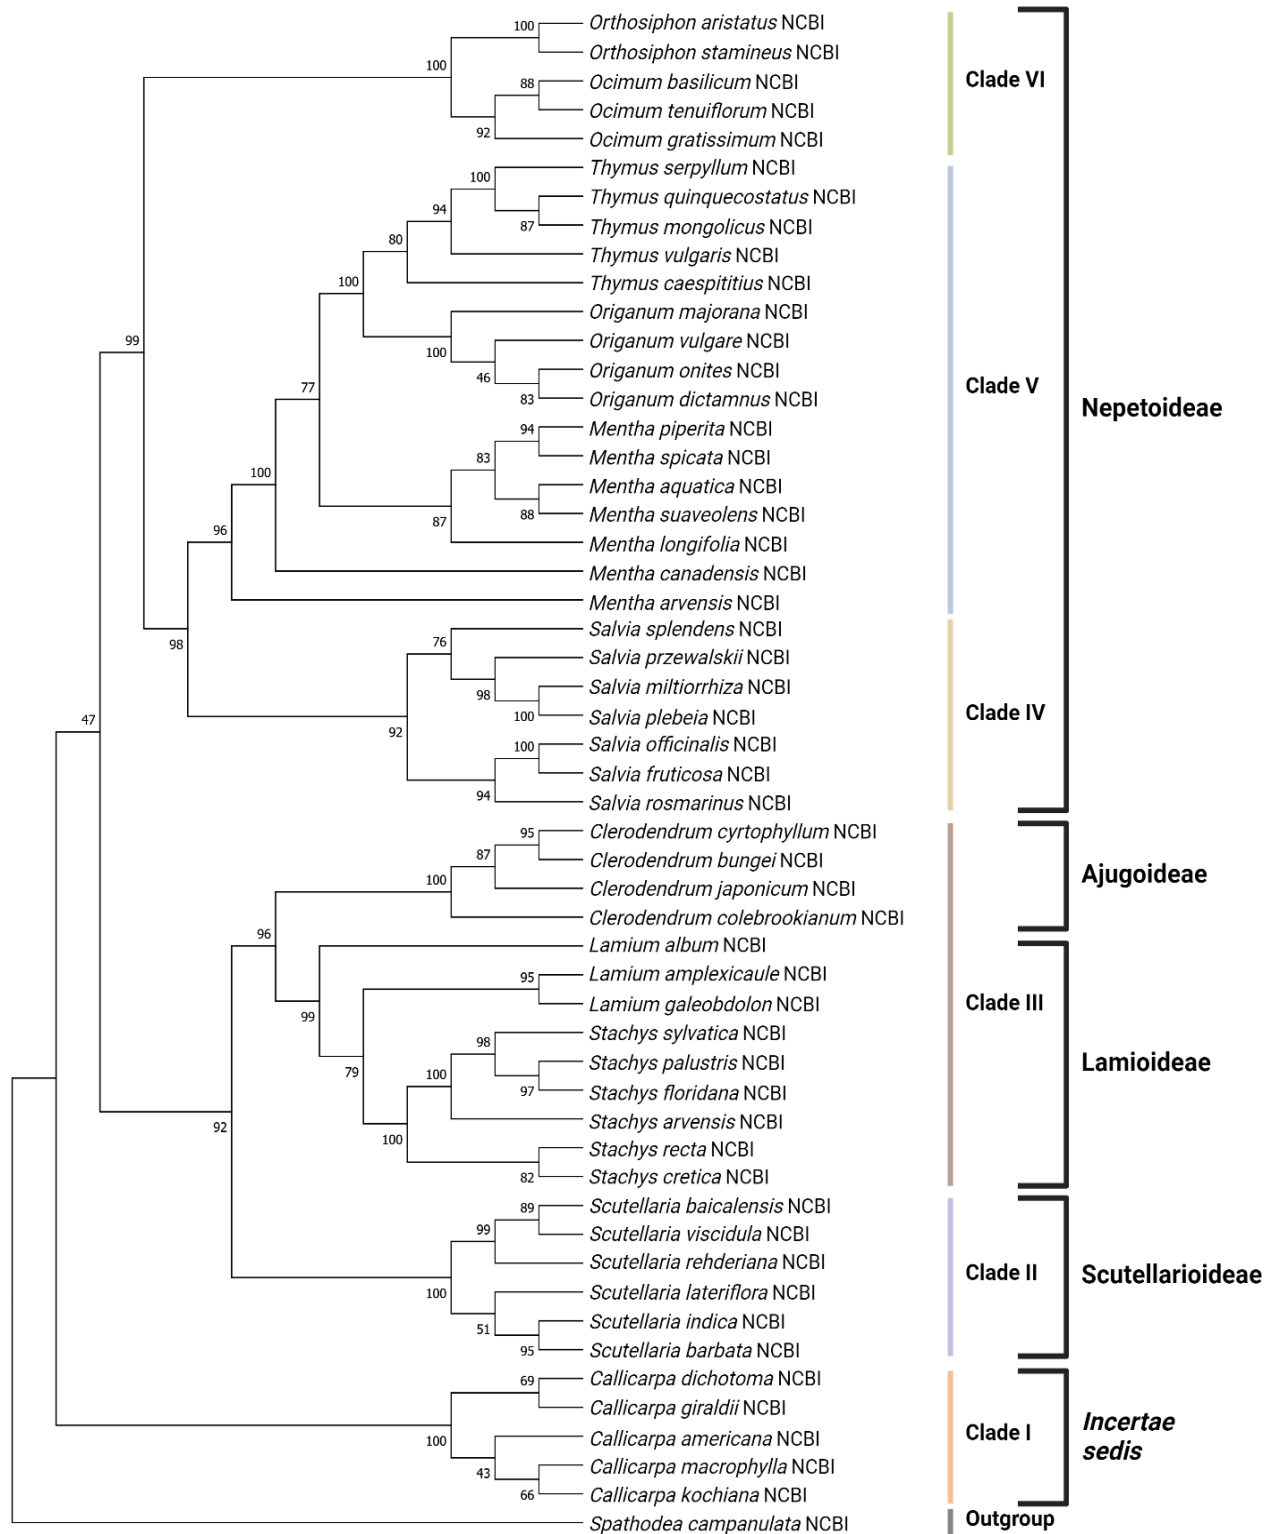 Orthosiphon aristatus NCBI
Orthosiphon stamineus NCBI
Ocimum basilicum NCBI
Ocimum tenuiflorum NCBI
Ocimum gratissimum NCBI
Thymus serpyllum NCBI
Thymus quinquecostatus NCBI
Thymus mongolicus NCBI
Thymus vulgaris NCBI
Thymus caespititius NCBI
Origanum majorana NCBI
Origanum vulgare NCBI
Origanum onites NCBI
Origanum dictamnus NCBI
Mentha piperita NCBI
Mentha spicata NCBI
Mentha aquatica NCBI
Mentha suaveolens NCBI
Mentha longifolia NCBI
Mentha canadensis NCBI
Mentha arvensis NCBI
Salvia splendens NCBI
Salvia przewalskii NCBI
Salvia miltiorrhiza NCBI
Salvia plebeia NCBI
Salvia officinalis NCBI
Salvia fruticosa NCBI
Salvia rosmarinus NCBI
Clerodendrum cyrtophyllum NCBI
Clerodendrum bungei NCBI
Clerodendrum japonicum NCBI
Clerodendrum colebrookianum NCBI
Lamium album NCBI
Lamium amplexicaule NCBI
Lamium galeobdolon NCBI
Stachys sylvatica NCBI
Stachys palustris NCBI
Stachys floridana NCBI
Stachys arvensis NCBI
Stachys recta NCBI
Stachys cretica NCBI
Scutellaria baicalensis NCBI
Scutellaria viscidula NCBI
Scutellaria rehderiana NCBI
Scutellaria lateriflora NCBI
Scutellaria indica NCBI
Scutellaria barbata NCBI
Callicarpa dichotoma NCBI
Callicarpa giraldii NCBI
Callicarpa americana NCBI
Callicarpa macrophylla NCBI
Callicarpa kochiana NCBI
Spathodea campanulata NCBI
100
100
88
92
100
94
87
80
100
99
100
46
77
83
94
83
100
88
87
96
98
76
98
100
47
92
100
94
95
87
100
96
95
99
98
79
100
97
100
92
82
89
99
100
51
95
69
100
43
66
Clade VI
Clade V
Clade IV
Clade III
Clade II
Clade I
Outgroup
Nepetoideae
Ajugoideae
Lamioideae
Scutellarioideae
Incertae
sedis